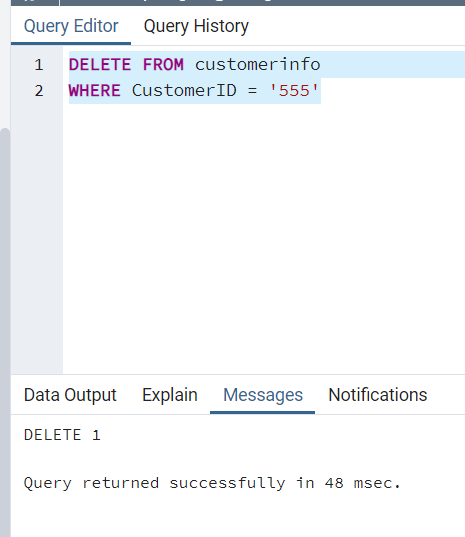 Query Editor Query History
1 DELETE FROM customerinfo
2 WHERE CustomerID = '555'
Data Output Explain Messages Notifications
DELETE 1
Query returned successfully in 48 msec.